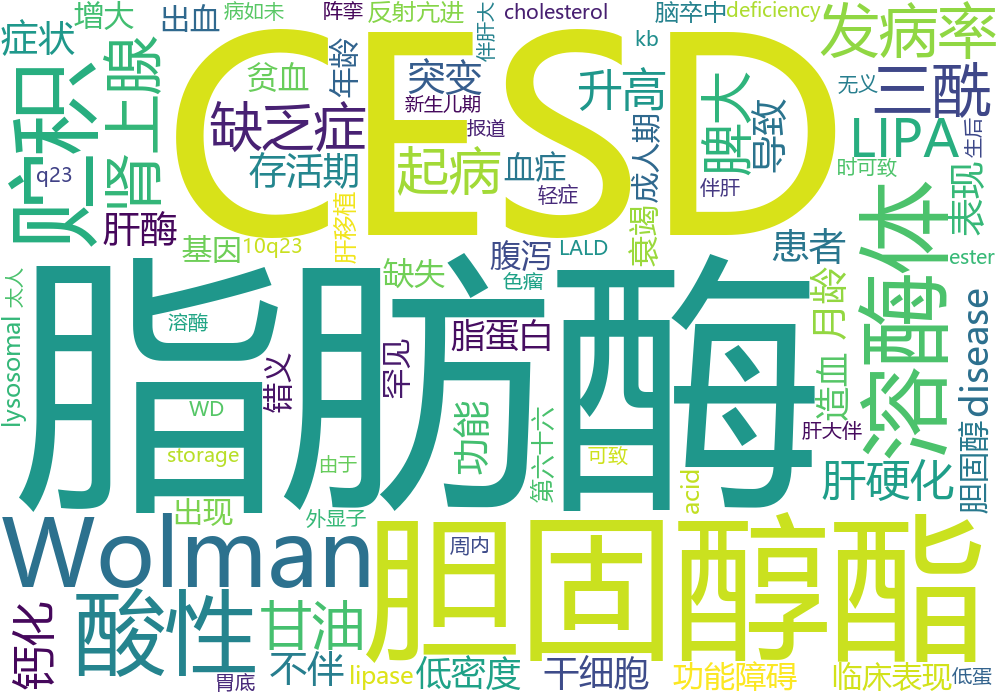 增大
出血
病如未
阵挛
反射亢进
伴肝大
cholesterol
脑卒中
deficiency
发病率
症状
肾上腺
贮积
CESD
贫血
年龄
突变
升高
kb
脾大
导致
无义
三酰
缺乏症
新生儿期
报道
成人期
LIPA
生后
q23
存活期
起病
血症
轻症
伴肝
时可致
表现
肝酶
基因
10q23
肝移植
缺失
腹泻
LALD
衰竭
患者
月龄
溶酶体
ester
太人
lysosomal
脂肪酶
溶酶
色瘤
脂蛋白
错义
罕见
造血
disease
WD
storage
由于
功能
第六十六
可致
acid
肝大伴
肝硬化
胆固醇
出现
外显子
周内
Wolman
胆固醇酯
钙化
酸性
甘油
不伴
胃底
lipase
低密度
干细胞
功能障碍
临床表现
低蛋